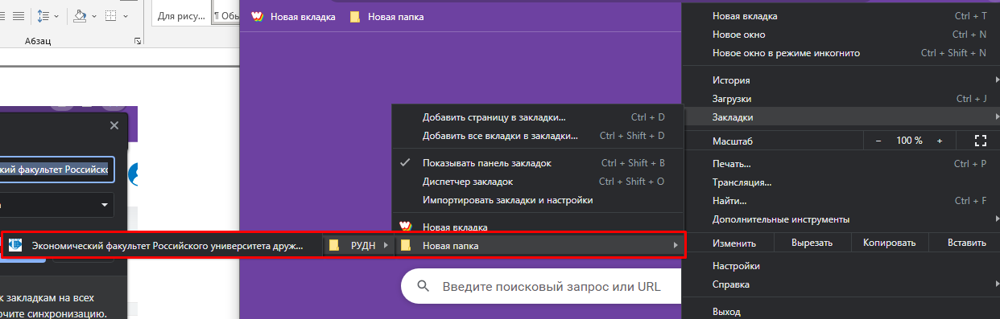 Для рису...
¶ Обы
Абзац
кий факультет Российско
к закладкам на всех
очите синхронизацию.
Новая вкладка
Новая папка
Добавить страницу в закладки... Ctrl + D
Добавить все вкладки в закладки... Ctrl + Shift + D
Показывать панель закладок Ctrl + Shift + B
Диспетчер закладок Ctrl + Shift + O
Импортировать закладки и настройки
Новая вкладка
Экономический факультет Российского университета друж... РУДН Новая папка
Введите поисковый запрос или URL
Новая вкладка Ctrl + T
Новое окно Ctrl + N
Новое окно в режиме инкогнито Ctrl + Shift + N
История
Загрузки Ctrl + J
Закладки
Масштаб − 100 % +
Печать... Ctrl + P
Трансляция...
Найти... Ctrl + F
Дополнительные инструменты
Изменить Вырезать Копировать Вставить
Настройки
Справка
Выход